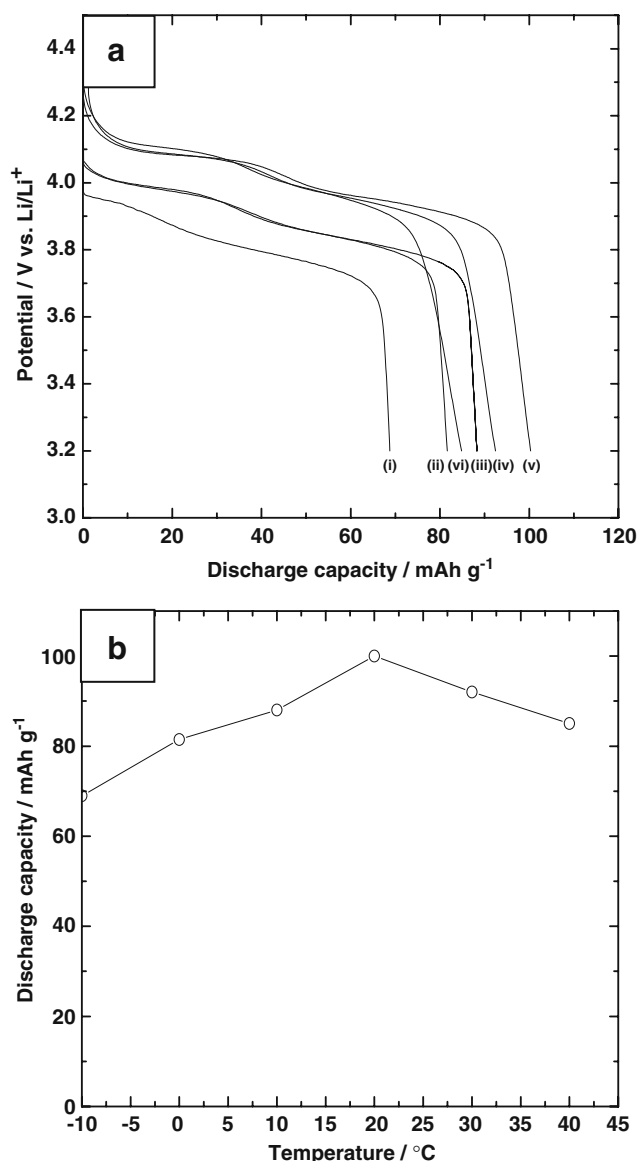 a
4.4
4.2
4.0
3.8
3.6
3.4
3.2
3.0
Potential / V vs. Li/Li+
(i) (ii) (vi) (iii) (iv) (v)
0 20 40 60 80 100 120
Discharge capacity / mAh g-1
b
100
80
60
40
20
0
Discharge capacity / mAh g-1
-10 -5 0 5 10 15 20 25 30 35 40 45
Temperature / °C